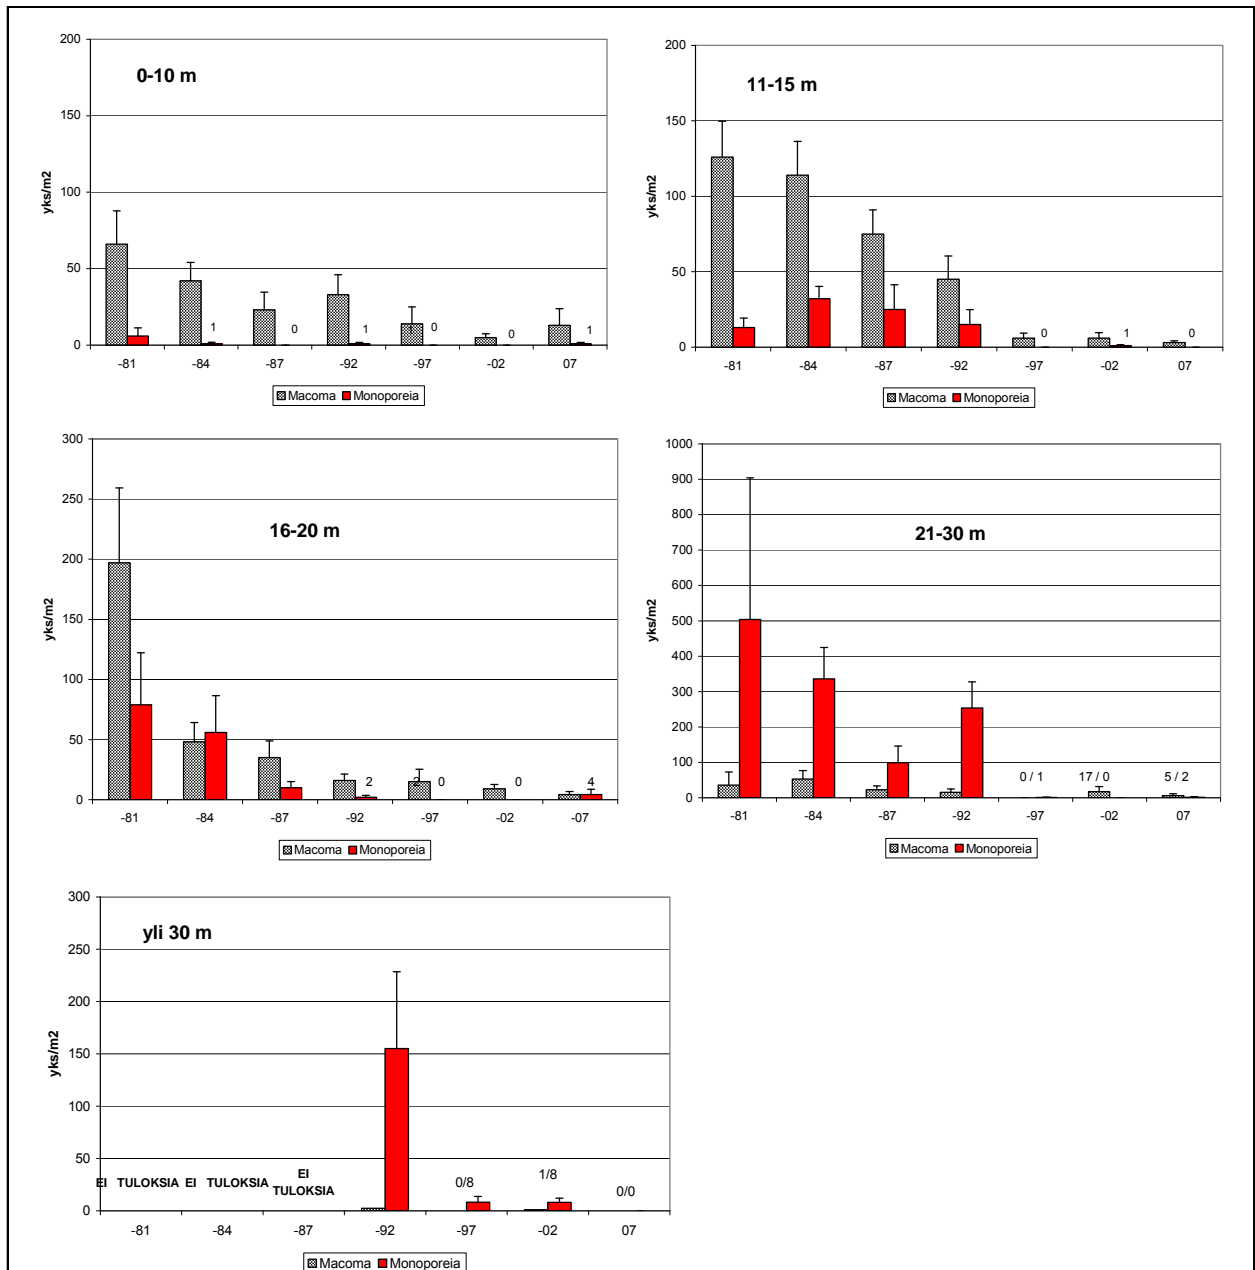 0-10 m
yks/m2
200
150
100
50
0
1 0 1 1 0 0 1
-81 -84 -87 -92 -97 -02 07
Macoma Monoporeia
11-15 m
yks/m2
200
150
100
50
0
0 1 0
-81 -84 -87 -92 -97 -02 07
Macoma Monoporeia
16-20 m
yks/m2
300
250
200
150
100
50
0
2 2 0 0 4
-81 -84 -87 -92 -97 -02 -07
Macoma Monoporeia
21-30 m
yks/m2
1000
900
800
700
600
500
400
300
200
100
0
0 / 1 17 / 0 5 / 2
-81 -84 -87 -92 -97 -02 07
Macoma Monoporeia
yli 30 m
yks/m2
300
250
200
150
100
50
0
EI TULOKSIA EI TULOKSIA EI
TULOKSIA
0/8 1/8 0/0
-81 -84 -87 -92 -97 -02 07
Macoma Monoporeia